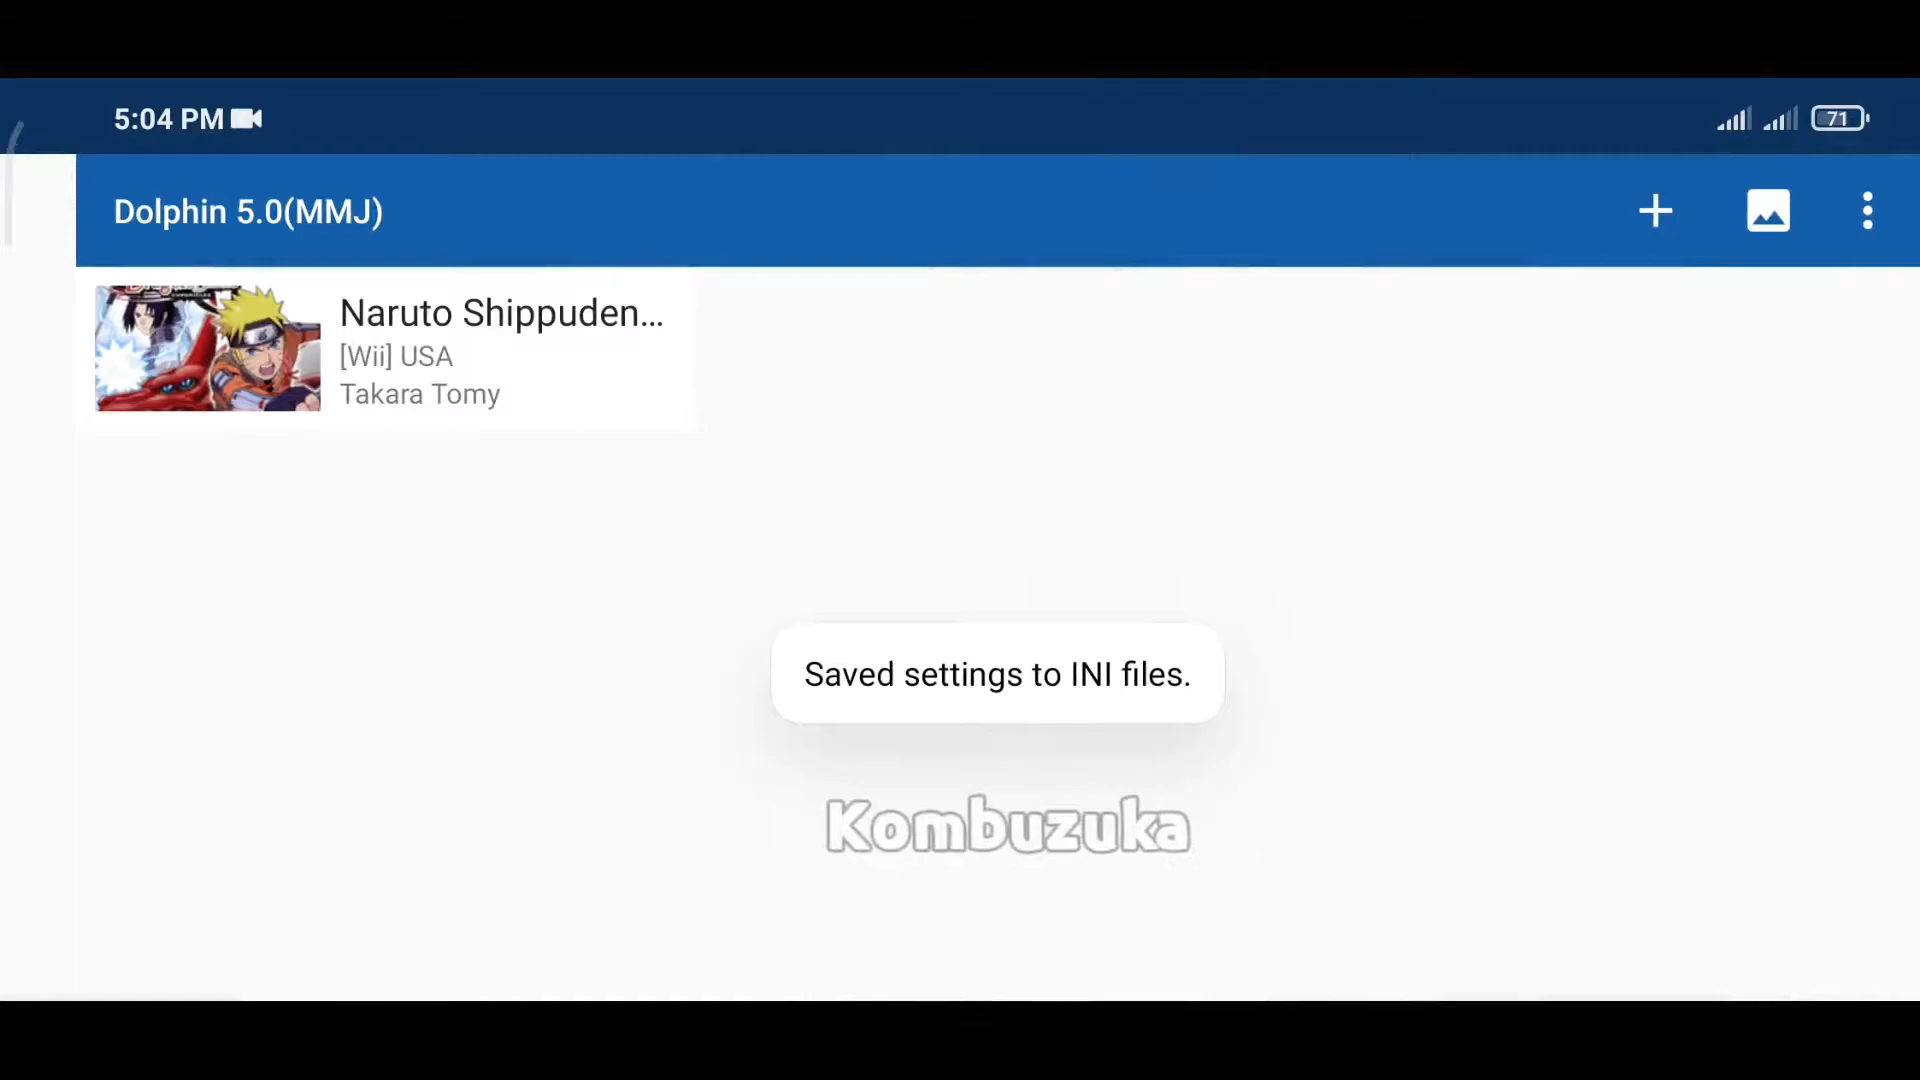 5:04 PM
71
Dolphin 5.0(MMJ)
Naruto Shippuden...
[Wii] USA
Takara Tomy
Saved settings to INI files.
Kombuzuka